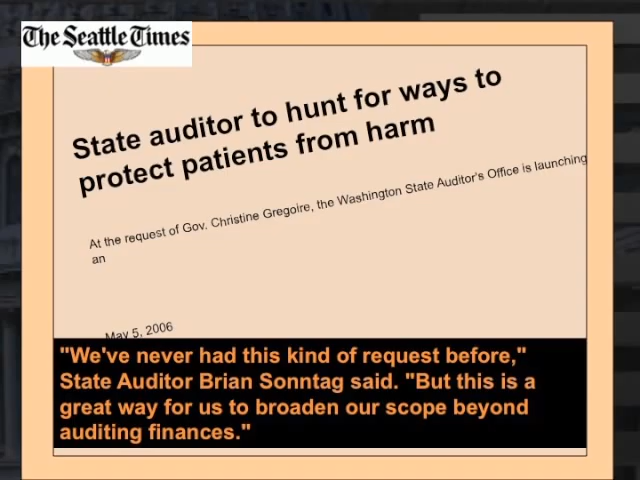 The Seattle Times
State auditor to hunt for ways to
protect patients from harm
At the request of Gov. Christine Gregoire, the Washington State Auditor's Office is launching
an
May 5, 2006
"We've never had this kind of request before,"
State Auditor Brian Sonntag said. "But this is a
great way for us to broaden our scope beyond
auditing finances."